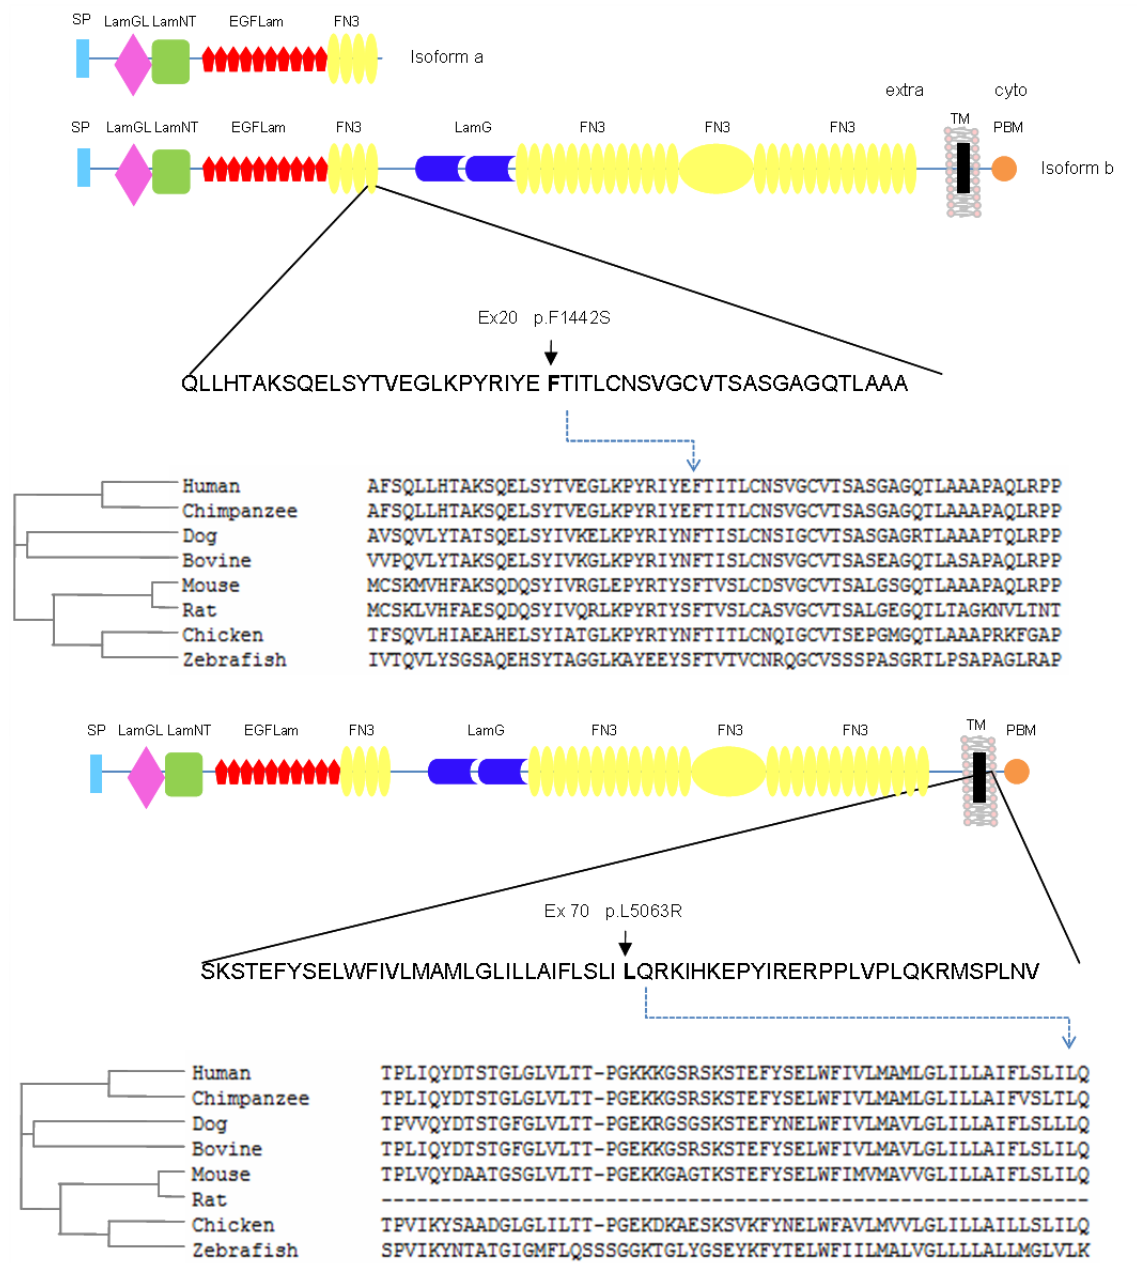 SP LamGL LamNT EGFLam FN3
Isoform a
extra cyto
SP LamGL LamNT EGFLam FN3 LamG FN3 FN3 FN3 TM PBM
Isoform b
Ex20 p.F1442S
QLLHTAKSQELSYTVEGLKPYRIYE FTITLCNSVGCVTSASGAGQTLAAA
Human AFSQLLHTAKSQELSYTVEGLKPYRIYEFTITLCNSVGCVTSASGAGQTLAAAPAQLRPP
Chimpanzee AFSQLLHTAKSQELSYTVEGLKPYRIYEFTITLCNSVGCVTSASGAGQTLAAAPAQLRPP
Dog AVSQVLYTATSQELSYIVKELKPYRIYNFTISLCNSIGCVTSASGAGRTLAAAPTQLRPP
Bovine VVPQVLYTAKSQELSYIVKGLKPYRIYNFTISLCNSVGCVTSASEAGQTLASAPAQLRPP
Mouse MCSKMVHFAKSQDQSYIVRGLEPYRTYSFTVSLCDSVGCVTSALGSGQTLAAAPAQLRPP
Rat MCSKLVHFAESQDQSYIVQRLKPYRTYSFTVSLCASVGCVTSALGEGQTLTAGKNVLTNT
Chicken TFSQVLHIAEAHELSYIATGLKPYRTYNFTITLCNQIGCVTSEPGMGQTLAAAPRKFGAP
Zebrafish IVTQVLYSGSAQEHSYTAGGLKAYEEYSFTVTVCNRQGCVSSSPASGRTLPSAPAGLRAP
SP LamGL LamNT EGFLam FN3 LamG FN3 FN3 FN3 TM PBM
Ex 70 p.L5063R
SKSTEFYSELWFIVLMAMLGLILLAIFLSLI LQRKIHKEPYIRERPPLVPLQKRMSPLNV
Human TPLIQYDTSTGLGLVLTT-PGKKKGSRSKSTEFYSELWFIVLMAMLGLILLAIFLSLILQ
Chimpanzee TPLIQYDTSTGLGLVLTT-PGEKKGSRSKSTEFYSELWFIVLMAMLGLILLAIFVSLTLQ
Dog TPVVQYDTSTGFGLVLTT-PGEKRGSGSKSTEFYNELWFIVLMAVLGLILLAIFLSLLLQ
Bovine TPLIQYDTSTGFGLVLTT-PGEKKGSRSKSTEFYSELWFIVLMAVLGLILLAIFLSLILQ
Mouse TPLVQYDAATGSGLVLTT-PGEKKGAGTKSTEFYSELWFIMVMAVVGLILLAIFLSLILQ
Rat ------------------------------------------------------------
Chicken TPVIKYSAADGLGLILTT-PGEKDKAESKSVKFYNELWFAVLMVVLGLILLAILLSLILQ
Zebrafish SPVIKYNTATGIGMFLQSSSGGKTGLYGSEYKFYTELWFIILMALVGLLLLALLMGLVLK